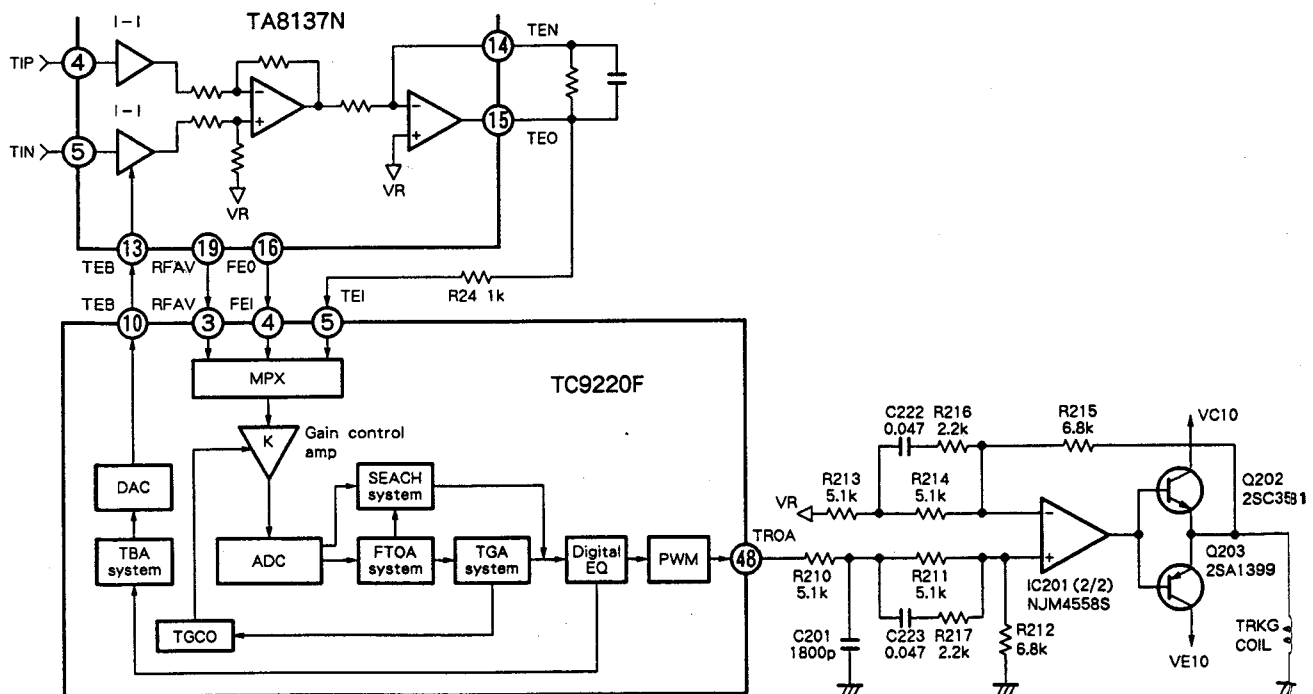 TA8137N
I-I
TIP
4
I-I
TIN
5
VR
VR
14
TEN
15
TEO
13
19
16
TEB
RFAV
FEO
TEB
RFAV
FEI
TEI
R24 1k
10
3
4
5
MPX
TC9220F
K
Gain control
amp
DAC
SEACH
system
TBA
system
ADC
FTOA
system
TGA
system
Digital
EQ
PWM
TGCO
48
TROA
VR
R213
5.1k
C222
0.047
R216
2.2k
R214
5.1k
R215
6.8k
R210
5.1k
R211
5.1k
C201
1800p
C223
0.047
R217
2.2k
R212
6.8k
IC201 (2/2)
NJM4558S
VC10
Q202
2SC3581
Q203
2SA1399
VE10
TRKG
COIL